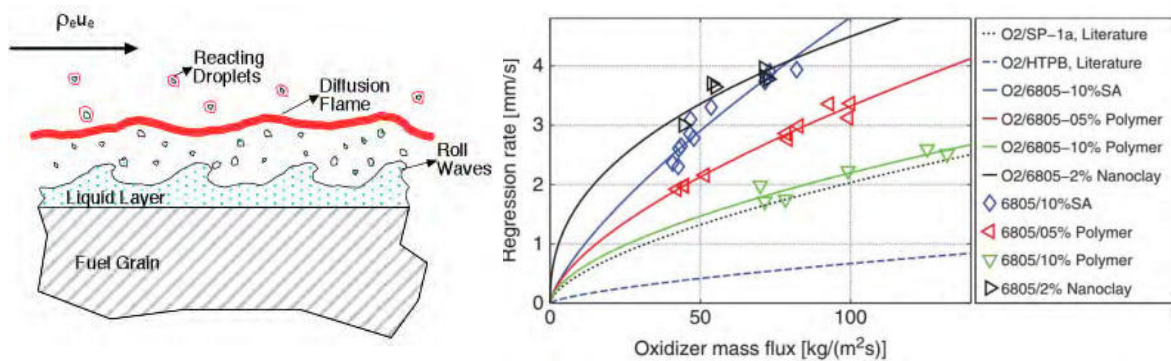 ρₑuₑ
Reacting
Droplets
Diffusion
Flame
Roll
Waves
Liquid Layer
Fuel Grain
Regression rate [mm/s]
4
3
2
1
0
0
50
100
Oxidizer mass flux [kg/(m²s)]
O2/SP−1a, Literature
O2/HTPB, Literature
O2/6805−10%SA
O2/6805−05% Polymer
O2/6805−10% Polymer
O2/6805−2% Nanoclay
6805/10%SA
6805/05% Polymer
6805/10% Polymer
6805/2% Nanoclay